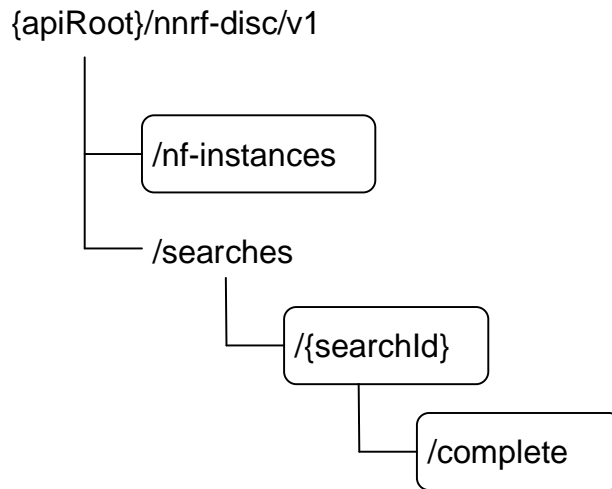 {apiRoot}/nnrf-disc/v1
/nf-instances
/searches
/{searchId}
/complete